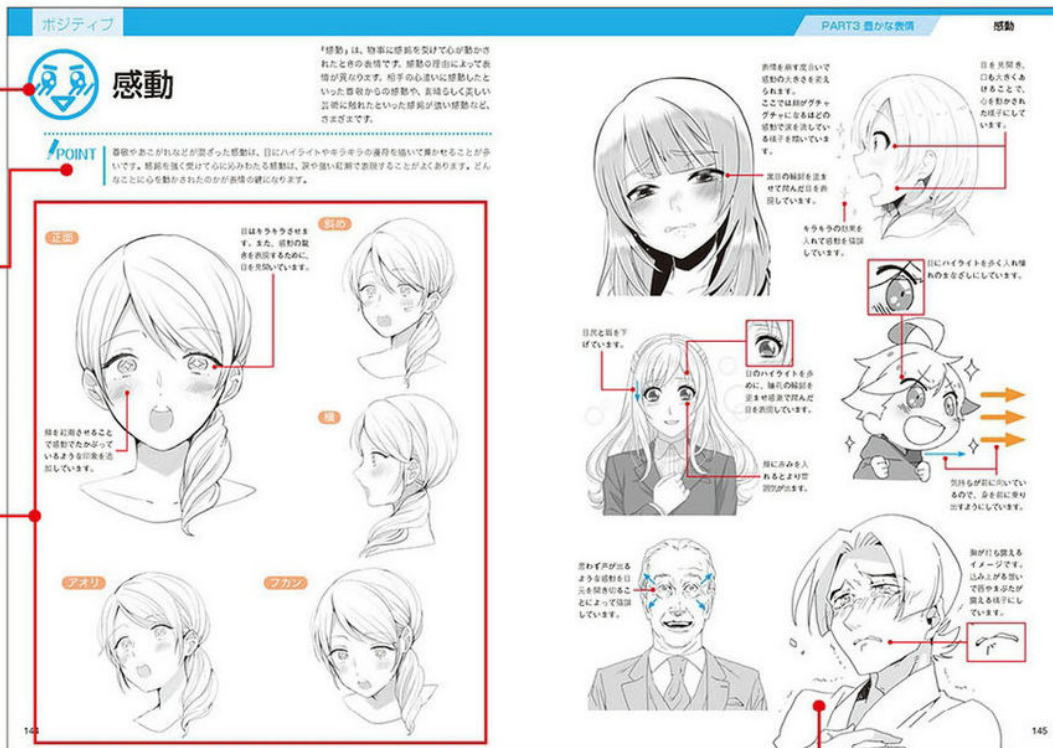 ポジティブ
感動
「感動」は、物事に感銘を受けて心が動かさ
れたときの表情です。感動の理由によって表
情が異なります。相手の心遣いに感動したと
いった尊敬からの感動や、素晴らしく美しい
芸術に触れたといった感銘が強い感動など、
さまざまです。
POINT
尊敬やあこがれなどが混ざった感動は、目にハイライトやキラキラの
を描いて輝かせることが多
いです。感銘を強く受けて心に沁みわたる感動は、涙や強い紅潮で表現することがよくあります。どん
なことに心を動かされたのかが表情の鍵になります。
正面
目はキラキラさせま
す。また、感動の驚
きを表現するために、
目を見開いています。
頬を紅潮させること
で感動でたかぶって
いるような印象を追
加しています。
斜め
横
アオリ
フカン
144
PART3 豊かな表情
感動
表情を崩す度合いで
感動の大きさを変え
られます。
ここでは顔がグチャ
グチャになるほどの
感動で涙を流してい
る様子を描いていま
す。
黒目の輪郭を歪ま
せて潤んだ目を表
現しています。
目を見開き、
口も大きくあ
けることで、
心を動かされ
た様子にして
います。
キラキラの効果を
入れて感動を強調
しています。
目にハイライトを多く入れ憧
れのまなざしにしています。
目尻と眉を下
げています。
目のハイライトを多
めに、瞳孔の輪郭を
歪ませ感激で潤んだ
目を表現しています。
頬に赤みを入
れるとより雰
囲気が出ます。
気持ちが前に向いてい
るので、身を前に乗り
出すようにしています。
思わず声が出る
ような感動を目
元を開き切るこ
とによって強調
しています。
胸が打ち震える
イメージです。
込み上がる想い
で唇やまぶたが
震える様子にし
ています。
145